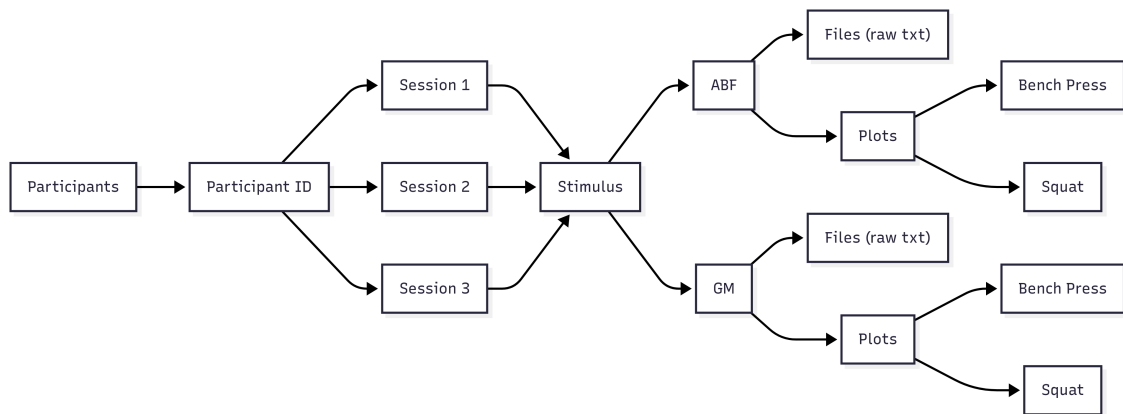 Participants
Participant ID
Session 1
Session 2
Session 3
Stimulus
ABF
Files (raw txt)
Plots
Bench Press
Squat
GM
Files (raw txt)
Plots
Bench Press
Squat